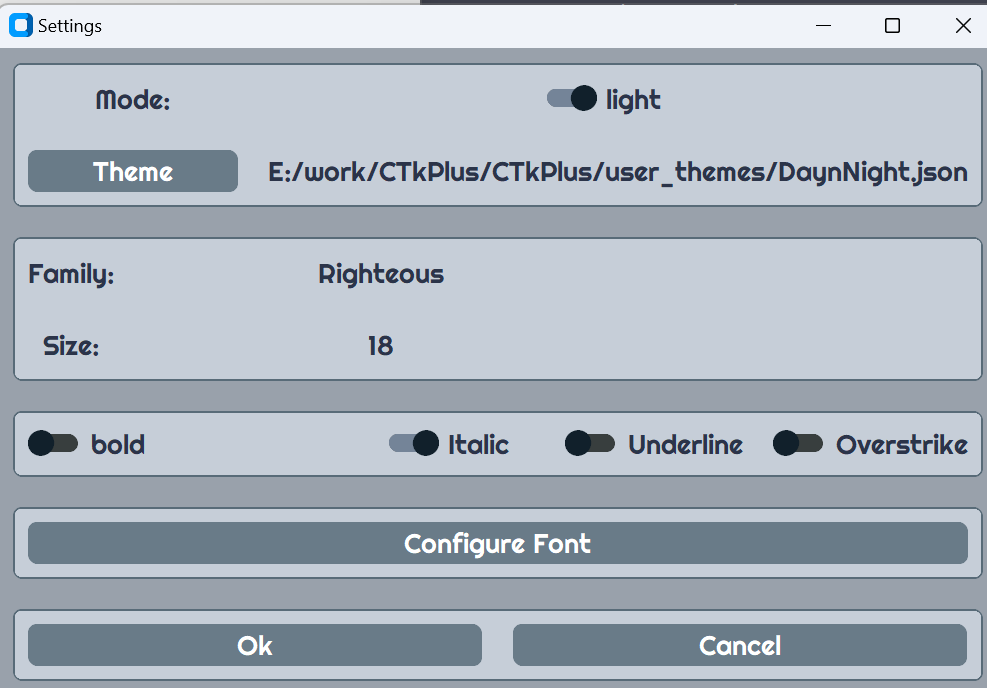 Settings
Mode: light
Theme E:/work/CTkPlus/CTkPlus/user_themes/DaynNight.json
Family: Righteous
Size: 18
bold Italic Underline Overstrike
Configure Font
Ok Cancel